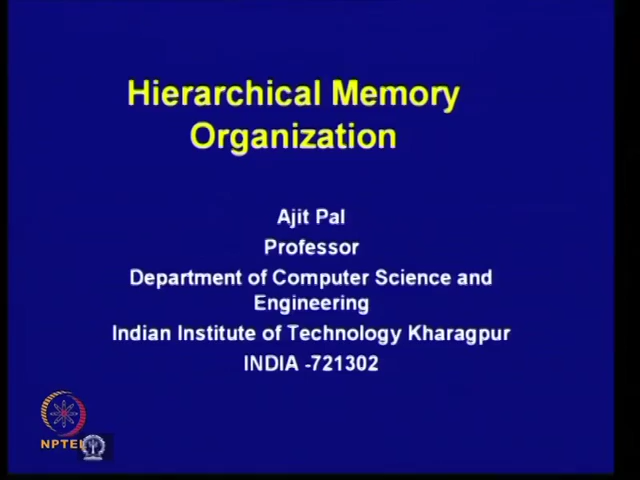 Hierarchical Memory
Organization
Ajit Pal
Professor
Department of Computer Science and
Engineering
Indian Institute of Technology Kharagpur
INDIA -721302
NPTEL